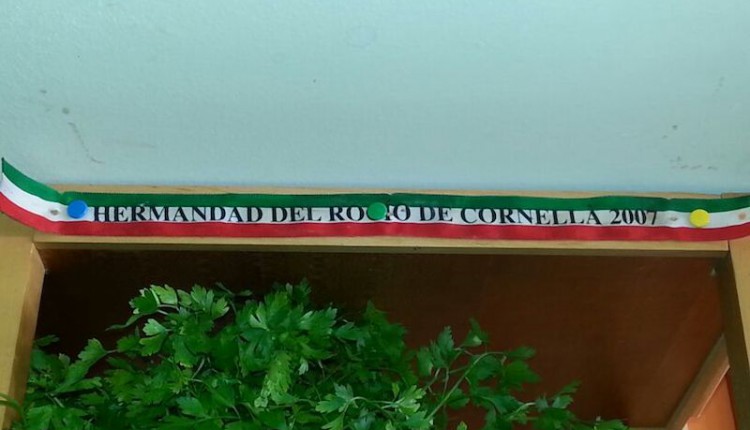 HERMANDAD DEL ROCIO DE CORNELLA 2007